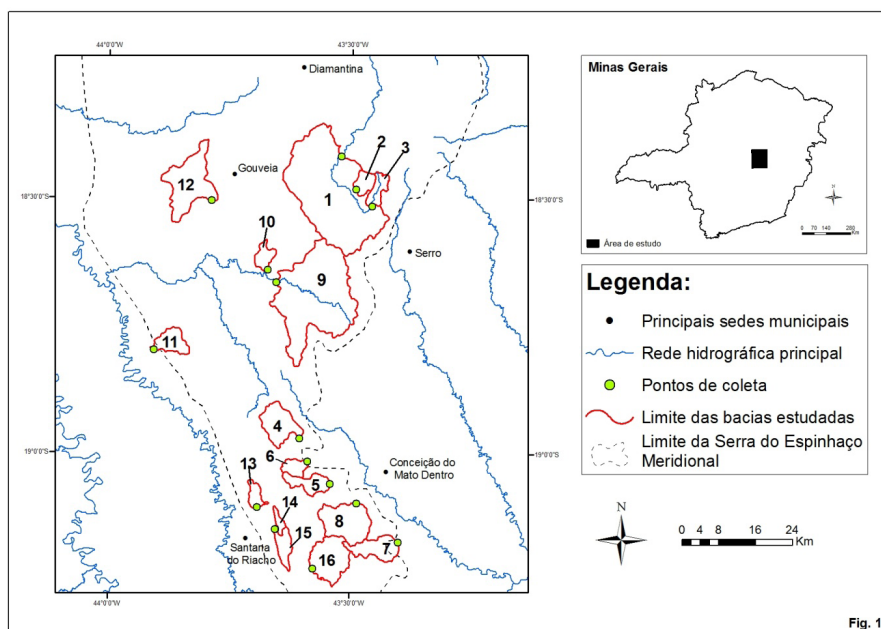 44°0'0"W
43°30'0"W
Diamantina
2
3
Gouveia
12
18°30'0"S
1
18°30'0"S
10
Serro
9
11
4
6
19°0'0"S
19°0'0"S
13
Conceição do
Mato Dentro
5
14
8
Santana
do Riacho
15
16
7
44°0'0"W
43°30'0"W
Minas Gerais
N
Área de estudo
0 70 140 280
Km
Legenda:
Principais sedes municipais
Rede hidrográfica principal
Pontos de coleta
Limite das bacias estudadas
Limite da Serra do Espinhaço
Meridional
N
0 4 8 16 24
Km
Fig. 1